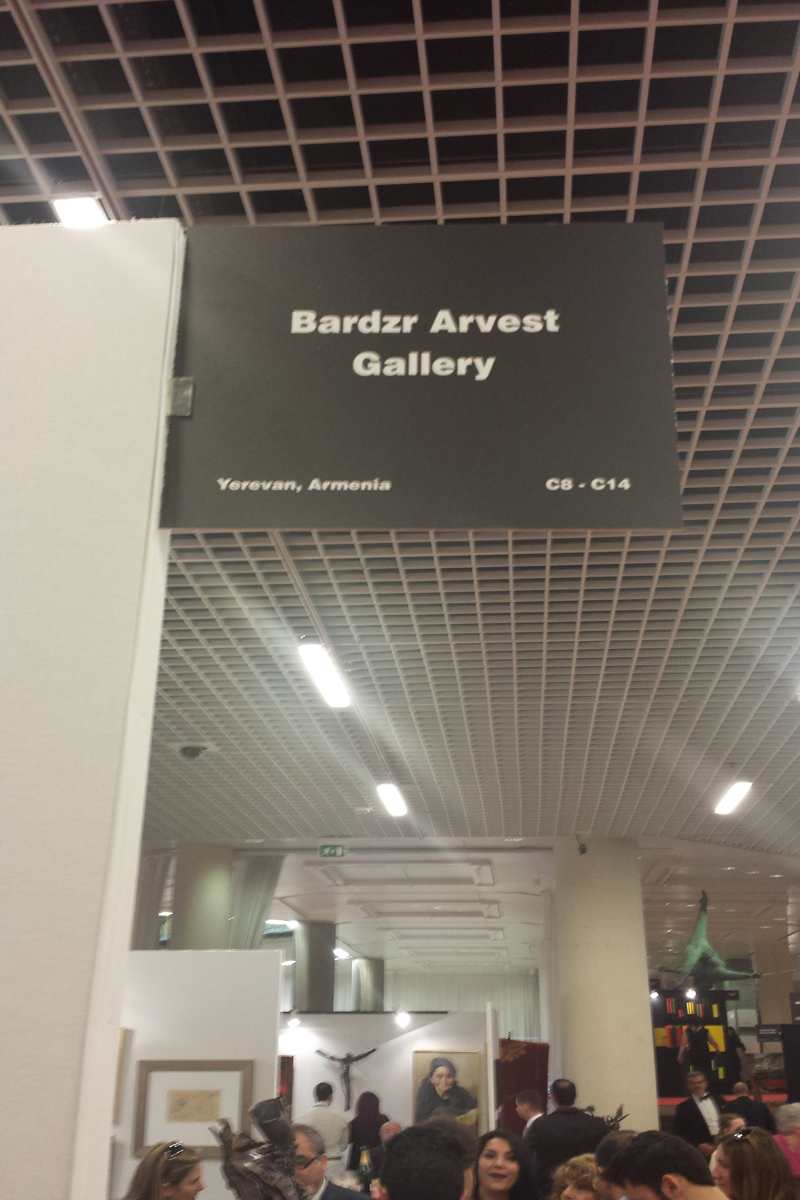 Bardzr Arvest
Gallery
Yerevan, Armenia C8 - C14